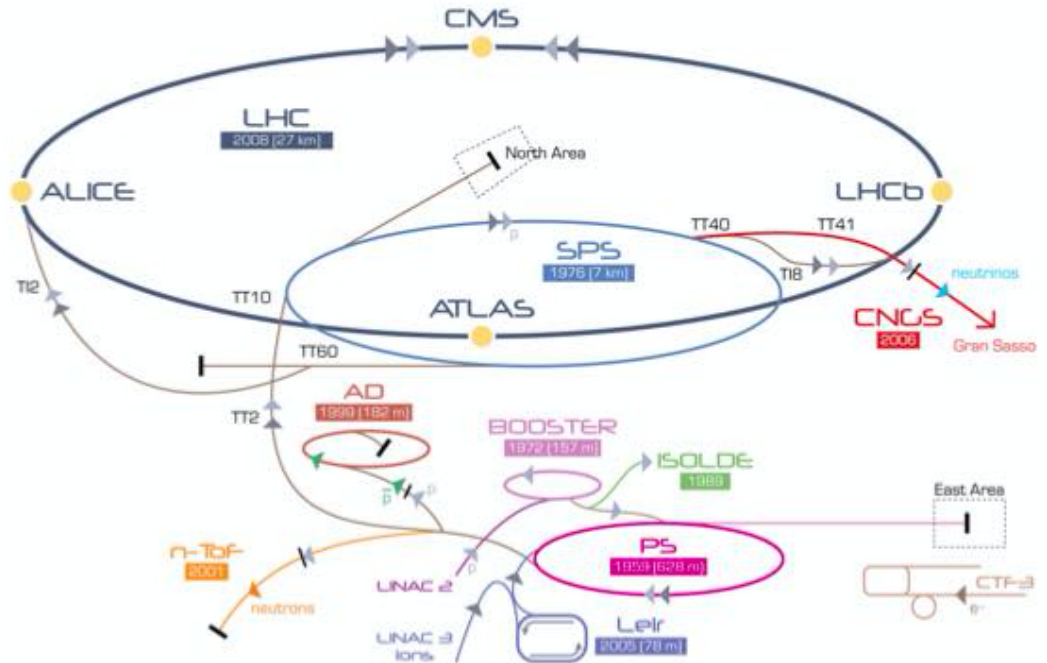 CMS
LHC
2008 (27 km)
North Area
ALICE
LHCb
TT40
TT41
SPS
1976 (7 km)
TI8
TI2
TT10
ATLAS
neutrinos
CNGS
2006
Gran Sasso
TT60
AD
1999 (182 m)
TT2
BOOSTER
1972 (157 m)
ISOLDE
1989
East Area
p
p̄
p
n-Tof
2001
PS
1959 (628 m)
LINAC 2
p
neutrons
CTF-3
e-
LINAC 3
Ions
Leir
2005 (78 m)